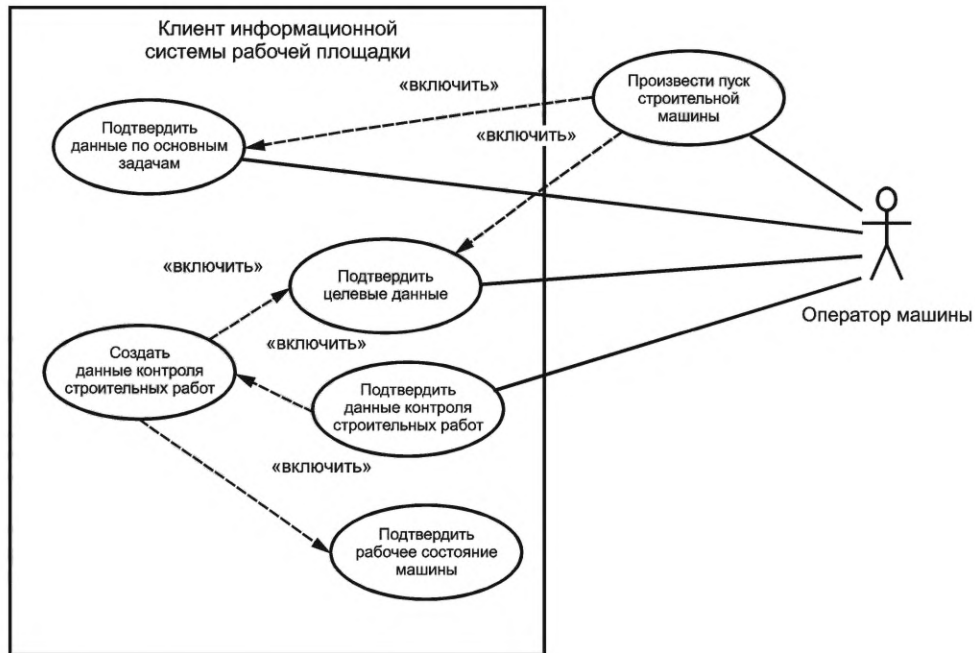 Клиент информационной
системы рабочей площадки
«включить»
Произвести пуск
строительной
машины
«включить»
Подтвердить
данные по основным
задачам
«включить»
Подтвердить
целевые данные
Оператор машины
«включить»
Создать
данные контроля
строительных работ
Подтвердить
данные контроля
строительных работ
«включить»
Подтвердить
рабочее состояние
машины